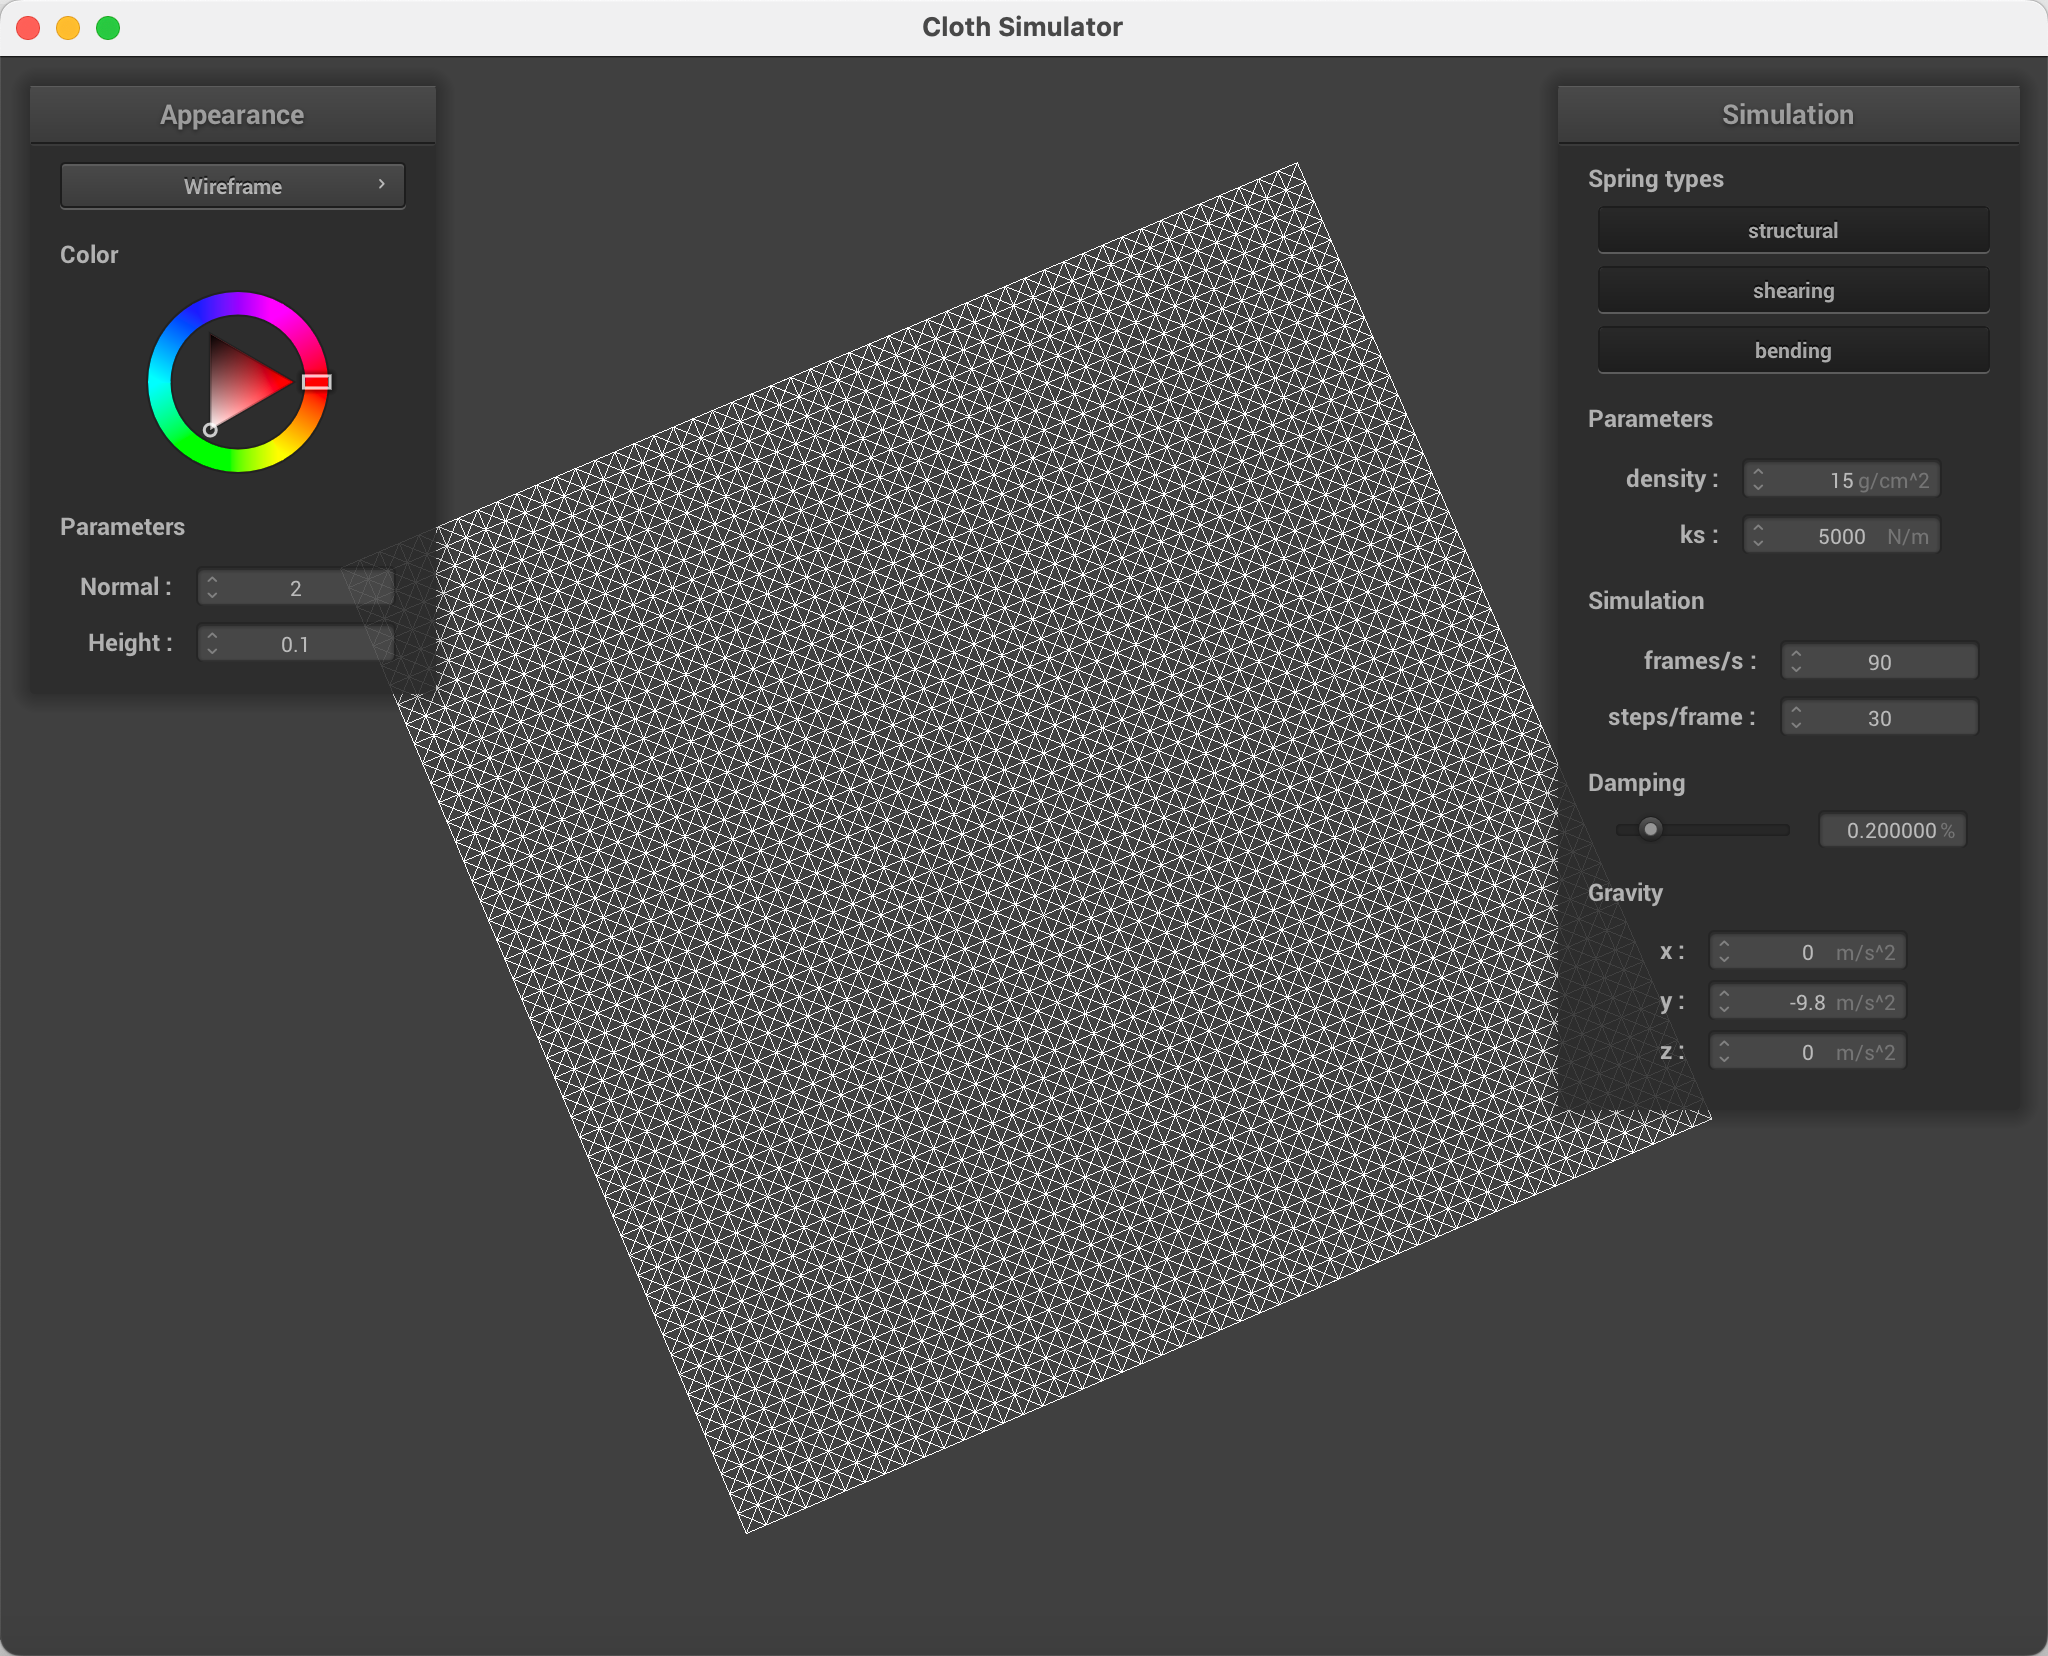 Cloth Simulator
Appearance
Wireframe
Color
Parameters
Normal : 2
Height : 0.1
Simulation
Spring types
structural
shearing
bending
Parameters
density : 15 g/cm^2
ks : 5000 N/m
Simulation
frames/s : 90
steps/frame : 30
Damping
0.200000 %
Gravity
x : 0 m/s^2
y : -9.8 m/s^2
z : 0 m/s^2